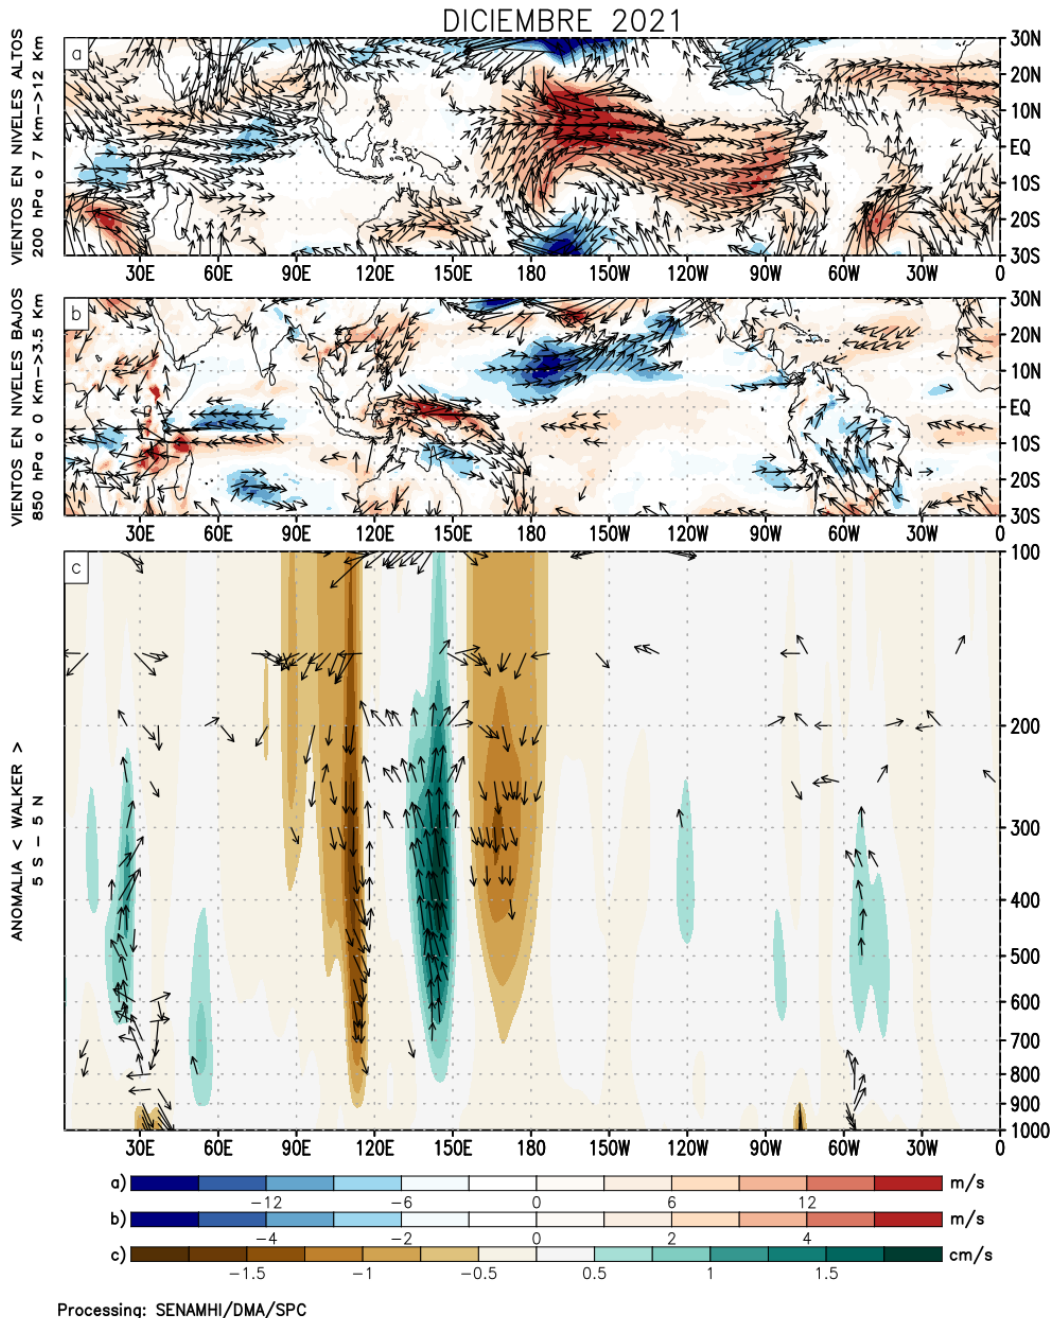 DICIEMBRE 2021
VIENTOS EN NIVELES ALTOS
200 hPa o 7 Km->12 Km
a
30N
20N
10N
EQ
10S
20S
30S
30E 60E 90E 120E 150E 180 150W 120W 90W 60W 30W 0
VIENTOS EN NIVELES BAJOS
850 hPa o 0 Km->3.5 Km
b
30N
20N
10N
EQ
10S
20S
30S
30E 60E 90E 120E 150E 180 150W 120W 90W 60W 30W 0
ANOMALIA < WALKER >
5 S - 5 N
c
100
200
300
400
500
600
700
800
900
1000
30E 60E 90E 120E 150E 180 150W 120W 90W 60W 30W 0
a) m/s
-12 -6 0 6 12
b) m/s
-4 -2 0 2 4
c) cm/s
-1.5 -1 -0.5 0 0.5 1 1.5
Processing: SENAMHI/DMA/SPC